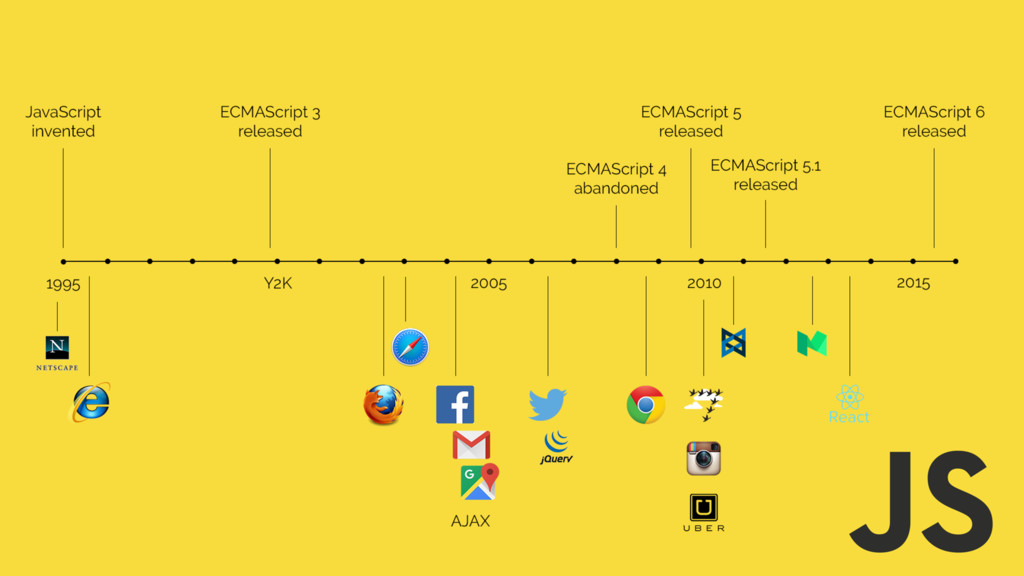 JavaScript
invented
ECMAScript 3
released
ECMAScript 5
released
ECMAScript 6
released
ECMAScript 4
abandoned
ECMAScript 5.1
released
1995
Y2K
2005
2010
2015
N
NETSCAPE
React
jQuery
G
AJAX
U
UBER
JS